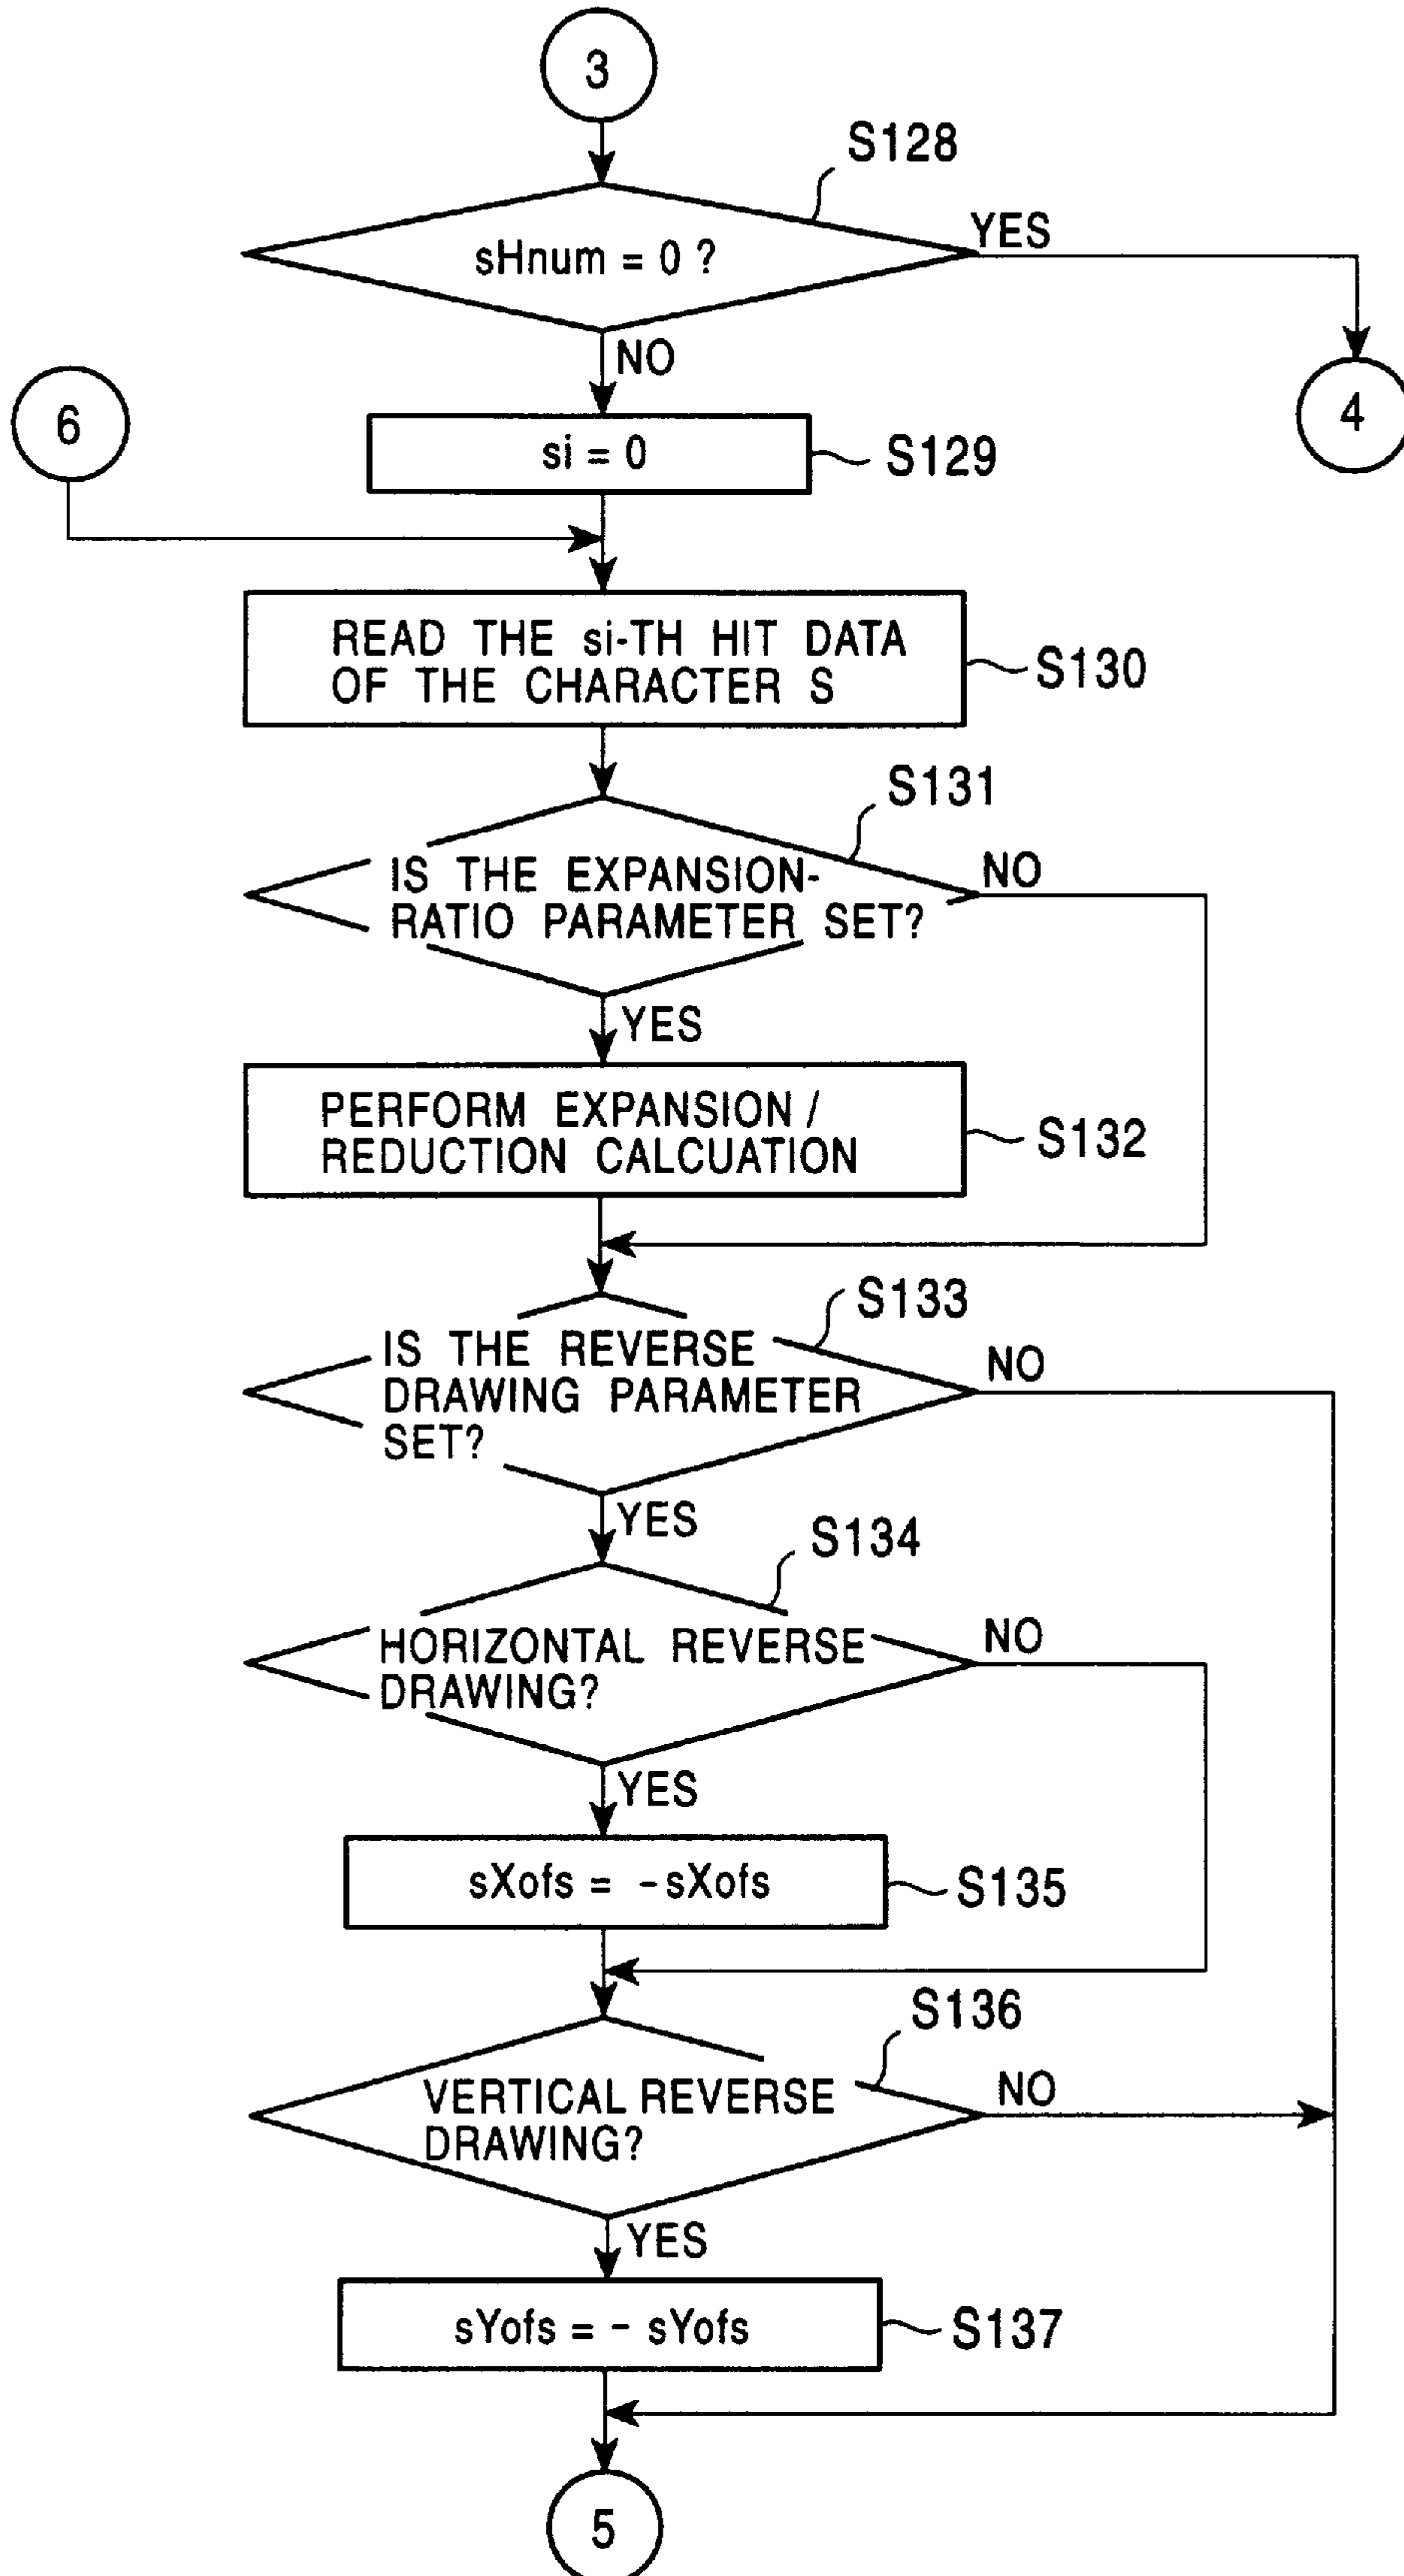 3
S128
sHnum = 0 ?
YES
NO
4
6
si = 0
S129
READ THE si-TH HIT DATA
OF THE CHARACTER S
S130
S131
IS THE EXPANSION-
RATIO PARAMETER SET?
NO
YES
PERFORM EXPANSION /
REDUCTION CALCUATION
S132
S133
IS THE REVERSE
DRAWING PARAMETER
SET?
NO
YES
S134
HORIZONTAL REVERSE
DRAWING?
NO
YES
sXofs = -sXofs
S135
S136
VERTICAL REVERSE
DRAWING?
NO
YES
sYofs = - sYofs
S137
5